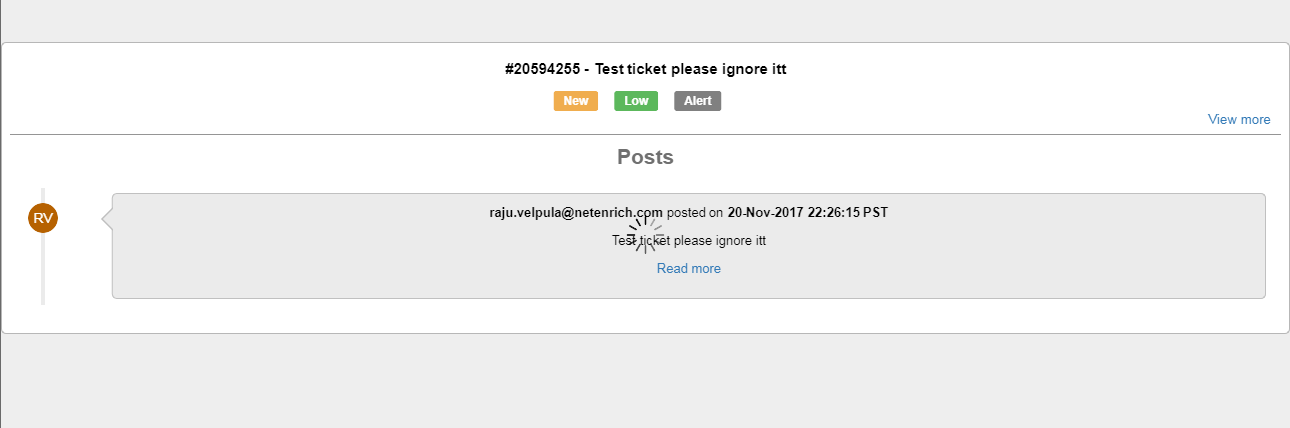 #20594255 - Test ticket please ignore itt
New Low Alert
View more
Posts
RV
raju.velpula@netenrich.com posted on 20-Nov-2017 22:26:15 PST
Test ticket please ignore itt
Read more